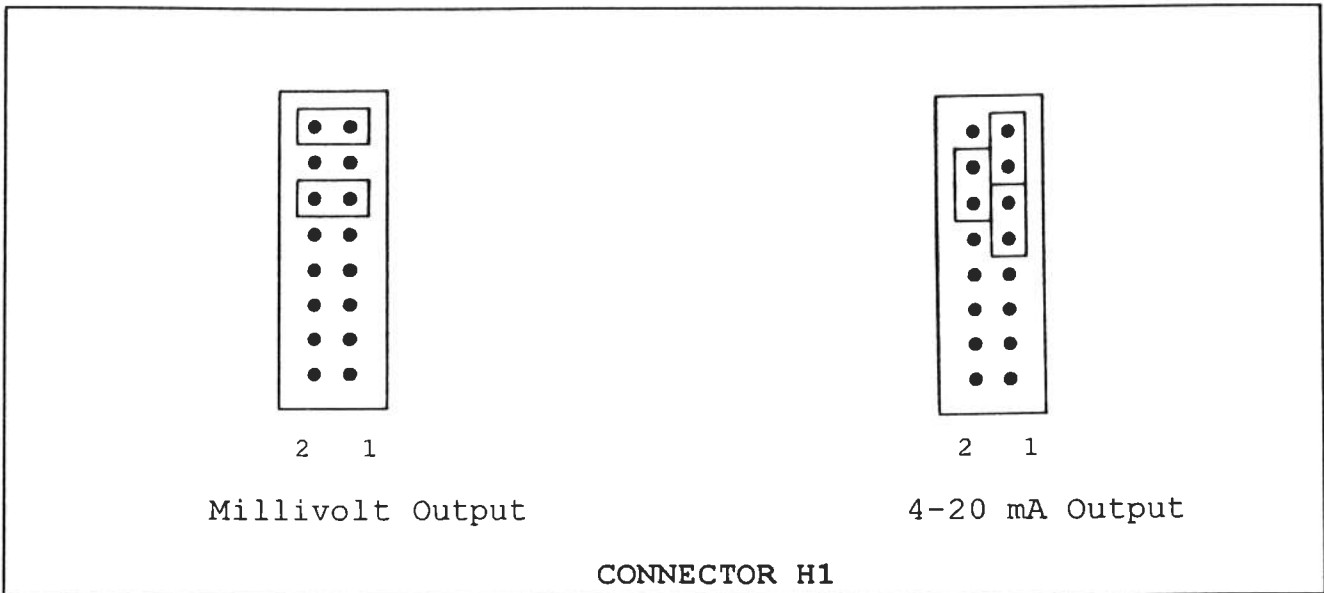 2 1
2 1
Millivolt Output
4-20 mA Output
CONNECTOR H1